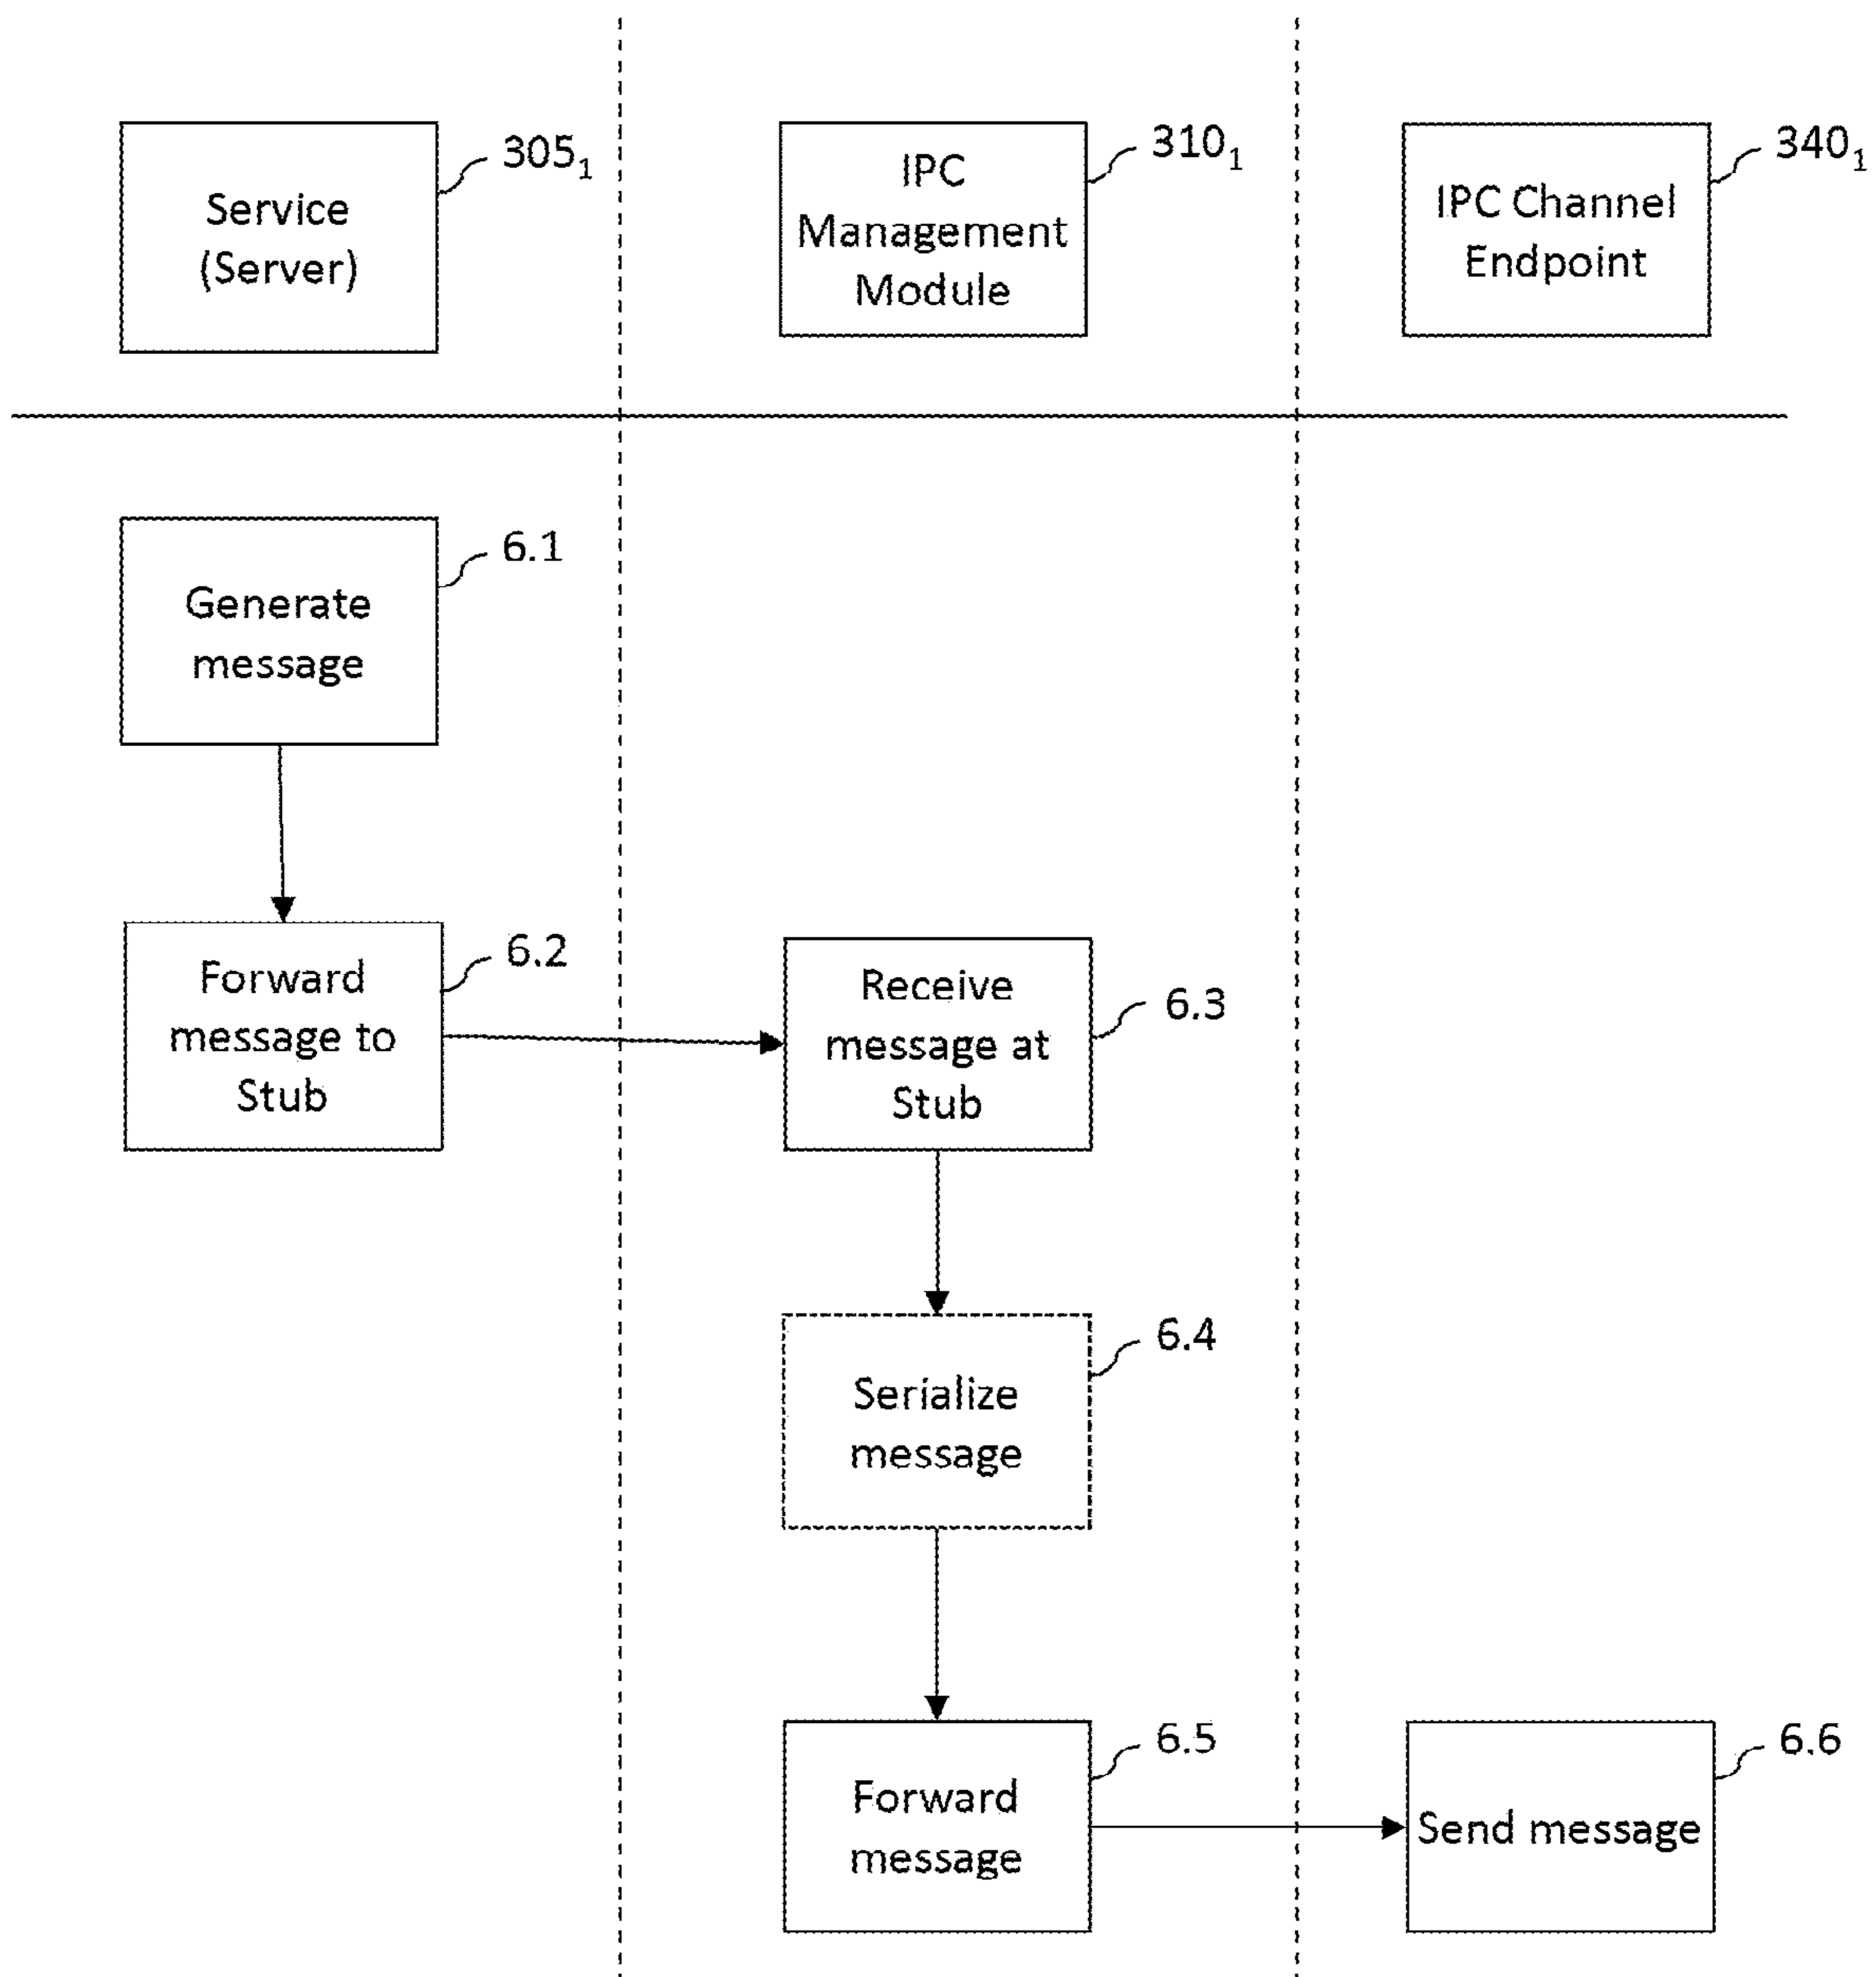 Service
(Server)
305₁
IPC
Management
Module
310₁
IPC Channel
Endpoint
340₁
Generate
message
6.1
Forward
message to
Stub
6.2
Receive
message at
Stub
6.3
Serialize
message
6.4
Forward
message
6.5
Send message
6.6